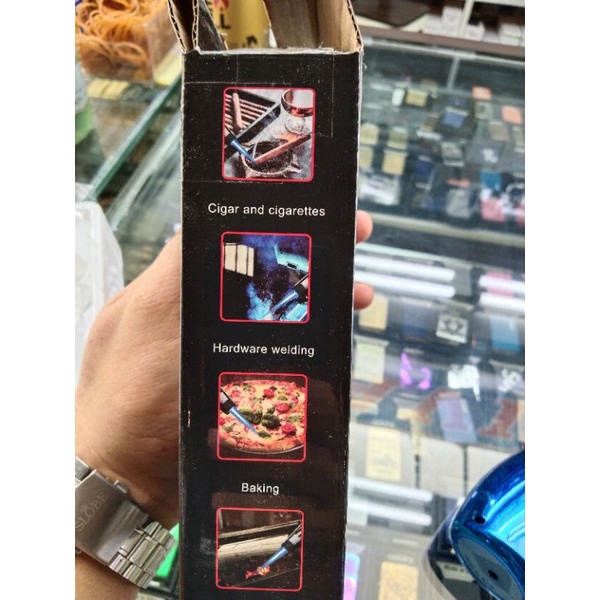 Cigar and cigarettes
Hardware welding
Baking